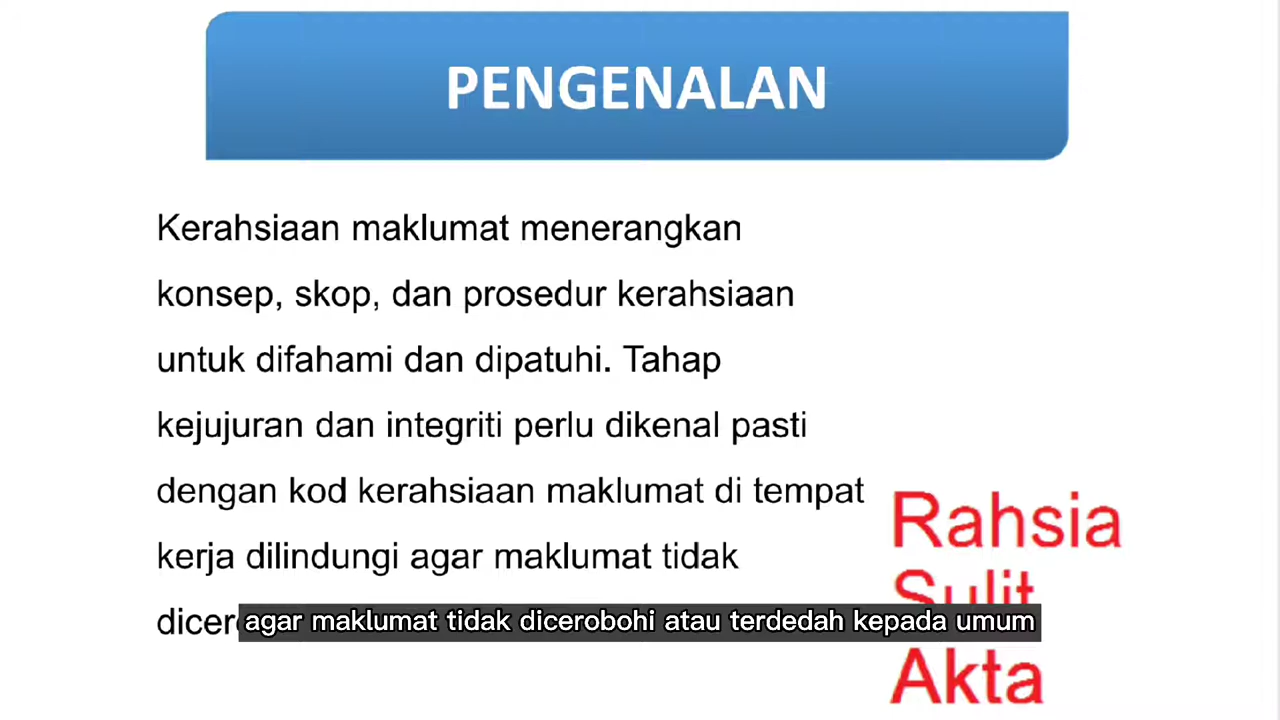 PENGENALAN
Kerahsiaan maklumat menerangkan
konsep, skop, dan prosedur kerahsiaan
untuk difahami dan dipatuhi. Tahap
kejujuran dan integriti perlu dikenal pasti
dengan kod kerahsiaan maklumat di tempat
kerja dilindungi agar maklumat tidak
agar maklumat tidak dicerobohi atau terdedah kepada umum
Rahsia
Sulit
Akta